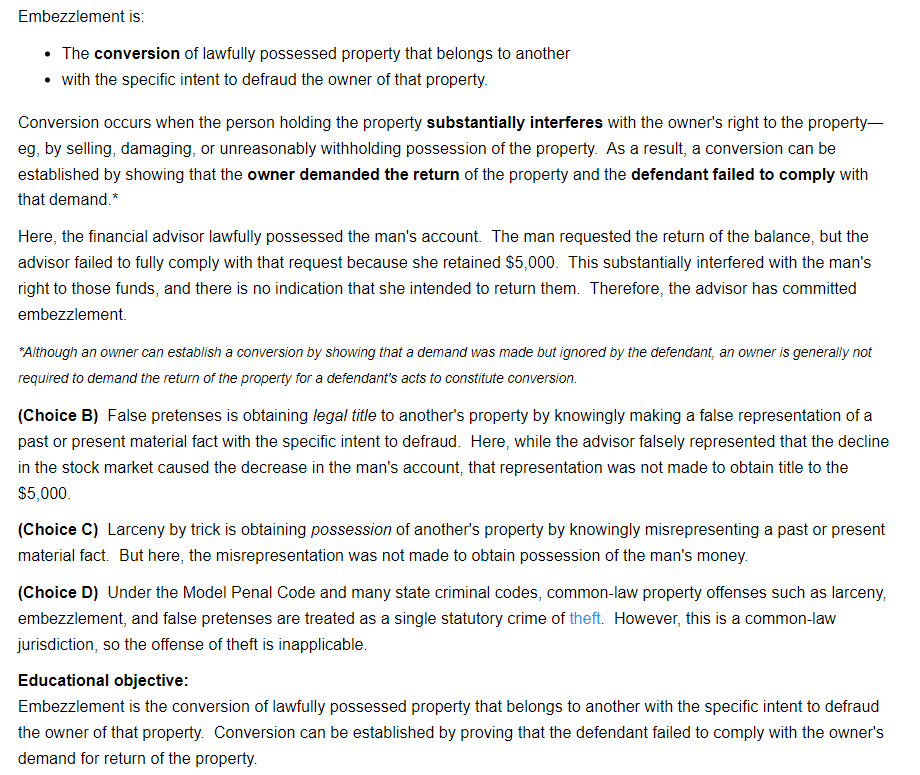 Embezzlement is:
• The conversion of lawfully possessed property that belongs to another
• with the specific intent to defraud the owner of that property.
Conversion occurs when the person holding the property substantially interferes with the owner's right to the property—
eg, by selling, damaging, or unreasonably withholding possession of the property. As a result, a conversion can be
established by showing that the owner demanded the return of the property and the defendant failed to comply with
that demand.*
Here, the financial advisor lawfully possessed the man's account. The man requested the return of the balance, but the
advisor failed to fully comply with that request because she retained $5,000. This substantially interfered with the man's
right to those funds, and there is no indication that she intended to return them. Therefore, the advisor has committed
embezzlement.
*Although an owner can establish a conversion by showing that a demand was made but ignored by the defendant, an owner is generally not
required to demand the return of the property for a defendant's acts to constitute conversion.
(Choice B) False pretenses is obtaining legal title to another's property by knowingly making a false representation of a
past or present material fact with the specific intent to defraud. Here, while the advisor falsely represented that the decline
in the stock market caused the decrease in the man's account, that representation was not made to obtain title to the
$5,000.
(Choice C) Larceny by trick is obtaining possession of another's property by knowingly misrepresenting a past or present
material fact. But here, the misrepresentation was not made to obtain possession of the man's money.
(Choice D) Under the Model Penal Code and many state criminal codes, common-law property offenses such as larceny,
embezzlement, and false pretenses are treated as a single statutory crime of theft. However, this is a common-law
jurisdiction, so the offense of theft is inapplicable.
Educational objective:
Embezzlement is the conversion of lawfully possessed property that belongs to another with the specific intent to defraud
the owner of that property. Conversion can be established by proving that the defendant failed to comply with the owner's
demand for return of the property.